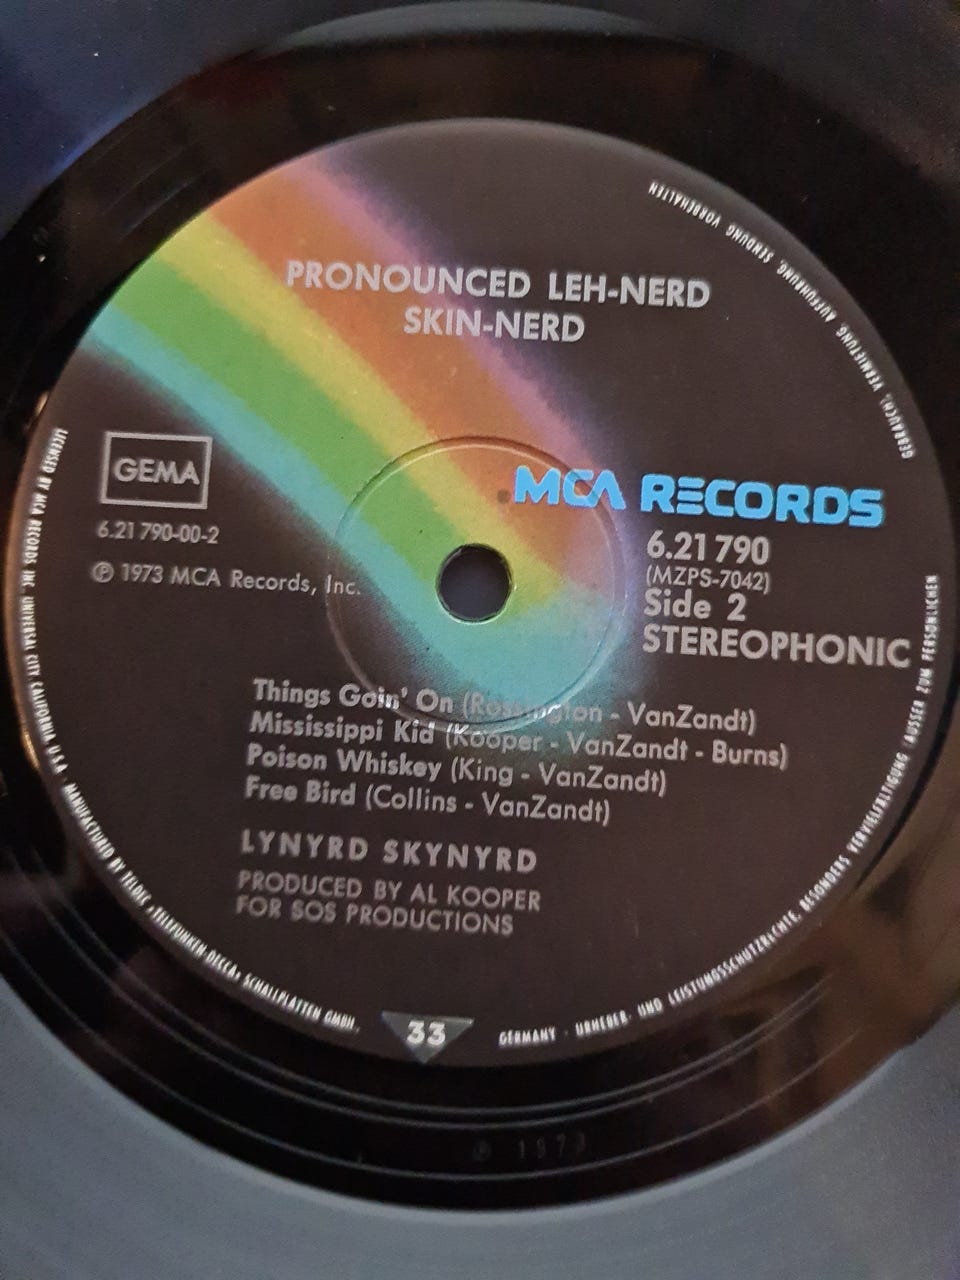 PRONOUNCED LEH-NERD
SKIN-NERD
GEMA
6.21 790-00-2
℗ 1973 MCA Records, Inc.
MCA RECORDS
6.21 790
(MZPS-7042)
Side 2
STEREOPHONIC
Things Goin' On (Rossington - VanZandt)
Mississippi Kid (Kooper - VanZandt - Burns)
Poison Whiskey (King - VanZandt)
Free Bird (Collins - VanZandt)
LYNYRD SKYNYRD
PRODUCED BY AL KOOPER
FOR SOS PRODUCTIONS
33
LICENSED BY MCA RECORDS INC. UNIVERSAL CITY, CALIFORNIA, U.S.A. · MANUFACTURED BY TELDEC „TELEFUNKEN-DECCA" SCHALLPLATTEN GMBH.
GERMANY · URHEBER- UND LEISTUNGSSCHUTZRECHTE, BESONDERS VERVIELFÄLTIGUNG (AUSSER ZUM PERSÖNLICHEN
GEBRAUCH), VERMIETUNG, AUFFÜHRUNG, SENDUNG VORBEHALTEN
℗ 1973